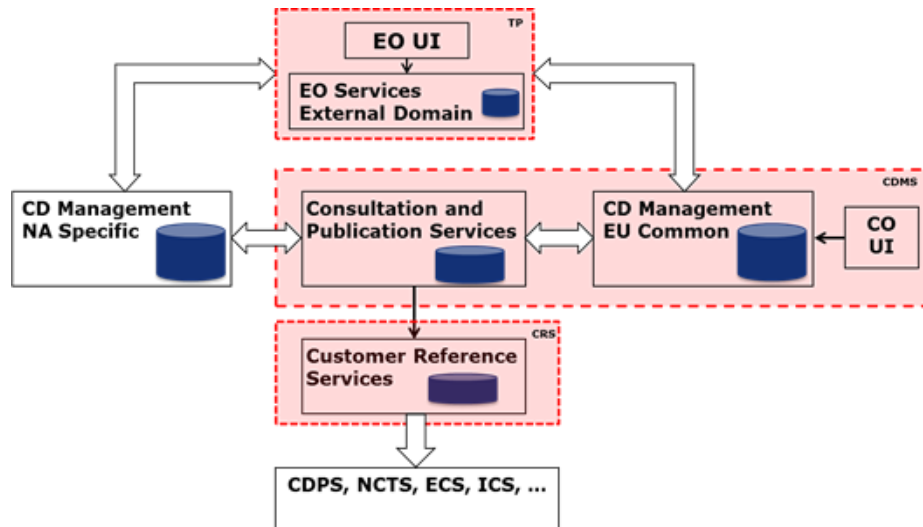 TP
EO UI
EO Services
External Domain
CDMS
CD Management
NA Specific
Consultation and
Publication Services
CD Management
EU Common
CO
UI
CRS
Customer Reference
Services
CDPS, NCTS, ECS, ICS, ...